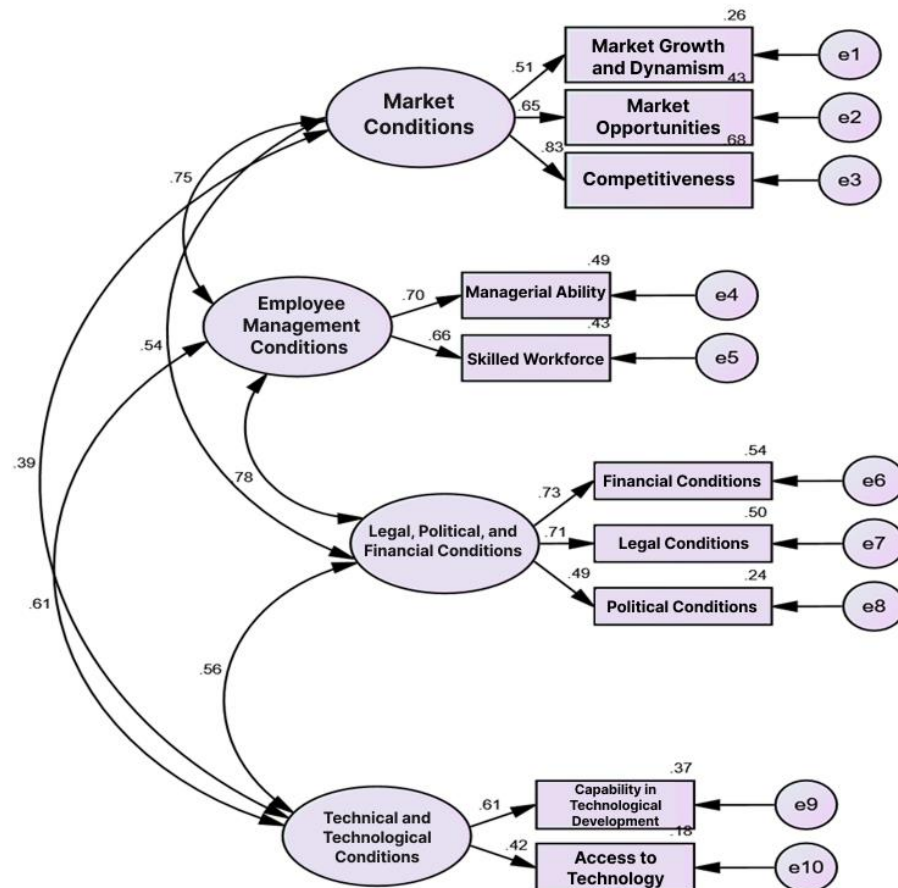 .26
Market Growth
and Dynamism
e1
.51
Market
Conditions
.43
.65
Market
Opportunities
e2
.68
.83
Competitiveness
e3
.75
.49
Employee
Management
Conditions
.70
Managerial Ability
e4
.43
.66
Skilled Workforce
e5
.54
.39
.78
.54
.73
Financial Conditions
e6
.50
Legal, Political, and
Financial Conditions
.71
Legal Conditions
e7
.24
.49
Political Conditions
e8
.61
.56
.37
Technical and
Technological
Conditions
.61
Capability in
Technological
Development
e9
.18
.42
Access to
Technology
e10